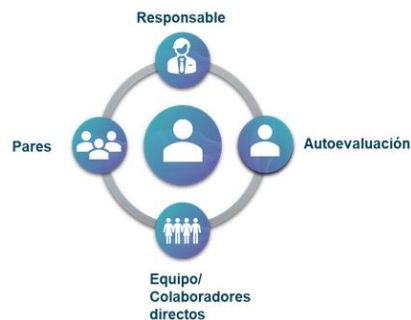 Responsable
Pares
Autoevaluación
Equipo/
Colaboradores
directos